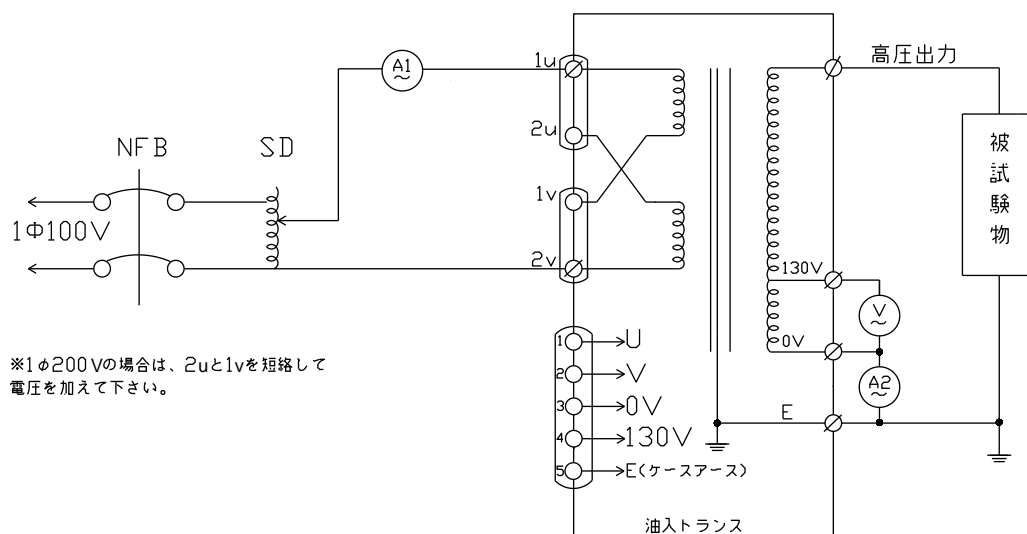 A1
~
1u
高圧出力
2u
NFB
SD
1v
被試験物
1Φ100V
2v
130V
V
~
0V
※1φ200Vの場合は、2uと1vを短絡して
電圧を加えて下さい。
1
U
2
V
A2
~
3
0V
E
4
130V
5
E(ケースアース)
油入トランス